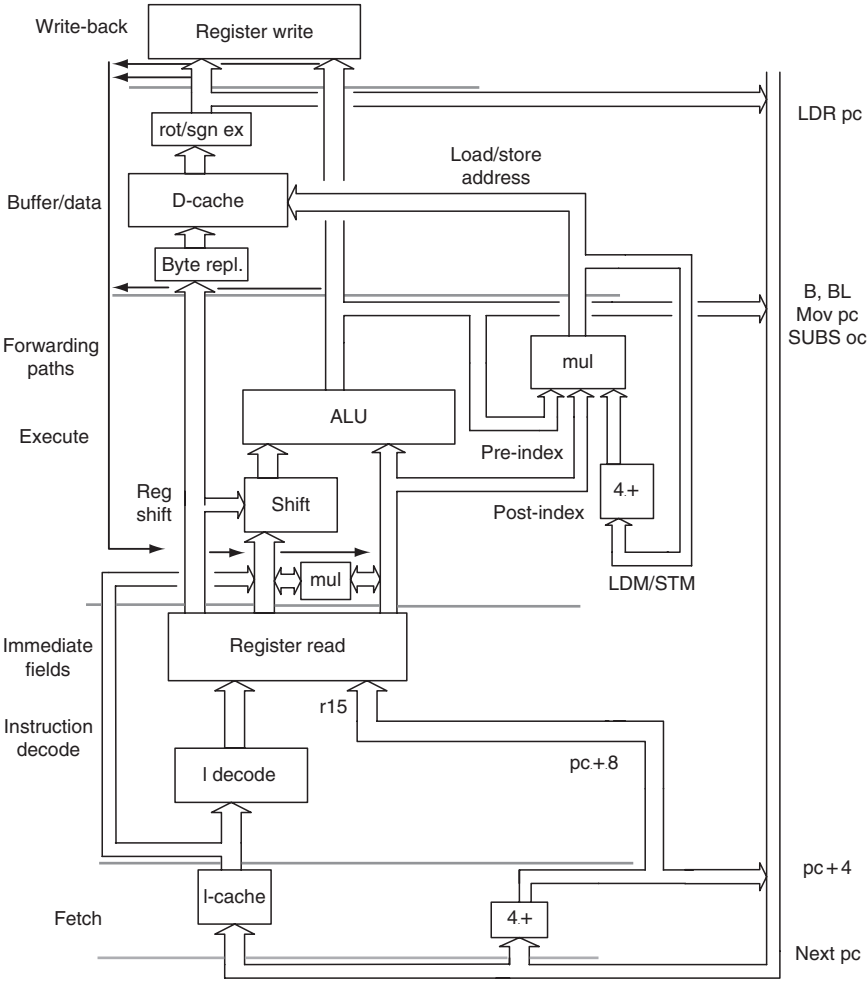 Write-back
Register write
LDR pc
rot/sgn ex
Load/store
address
Buffer/data
D-cache
Byte repl.
B, BL
Mov pc
SUBS oc
Forwarding
paths
mul
ALU
Execute
Pre-index
Reg
shift
Shift
4.+
Post-index
mul
LDM/STM
Immediate
fields
Register read
r15
Instruction
decode
pc.+.8
I decode
pc+4
I-cache
4.+
Fetch
Next pc